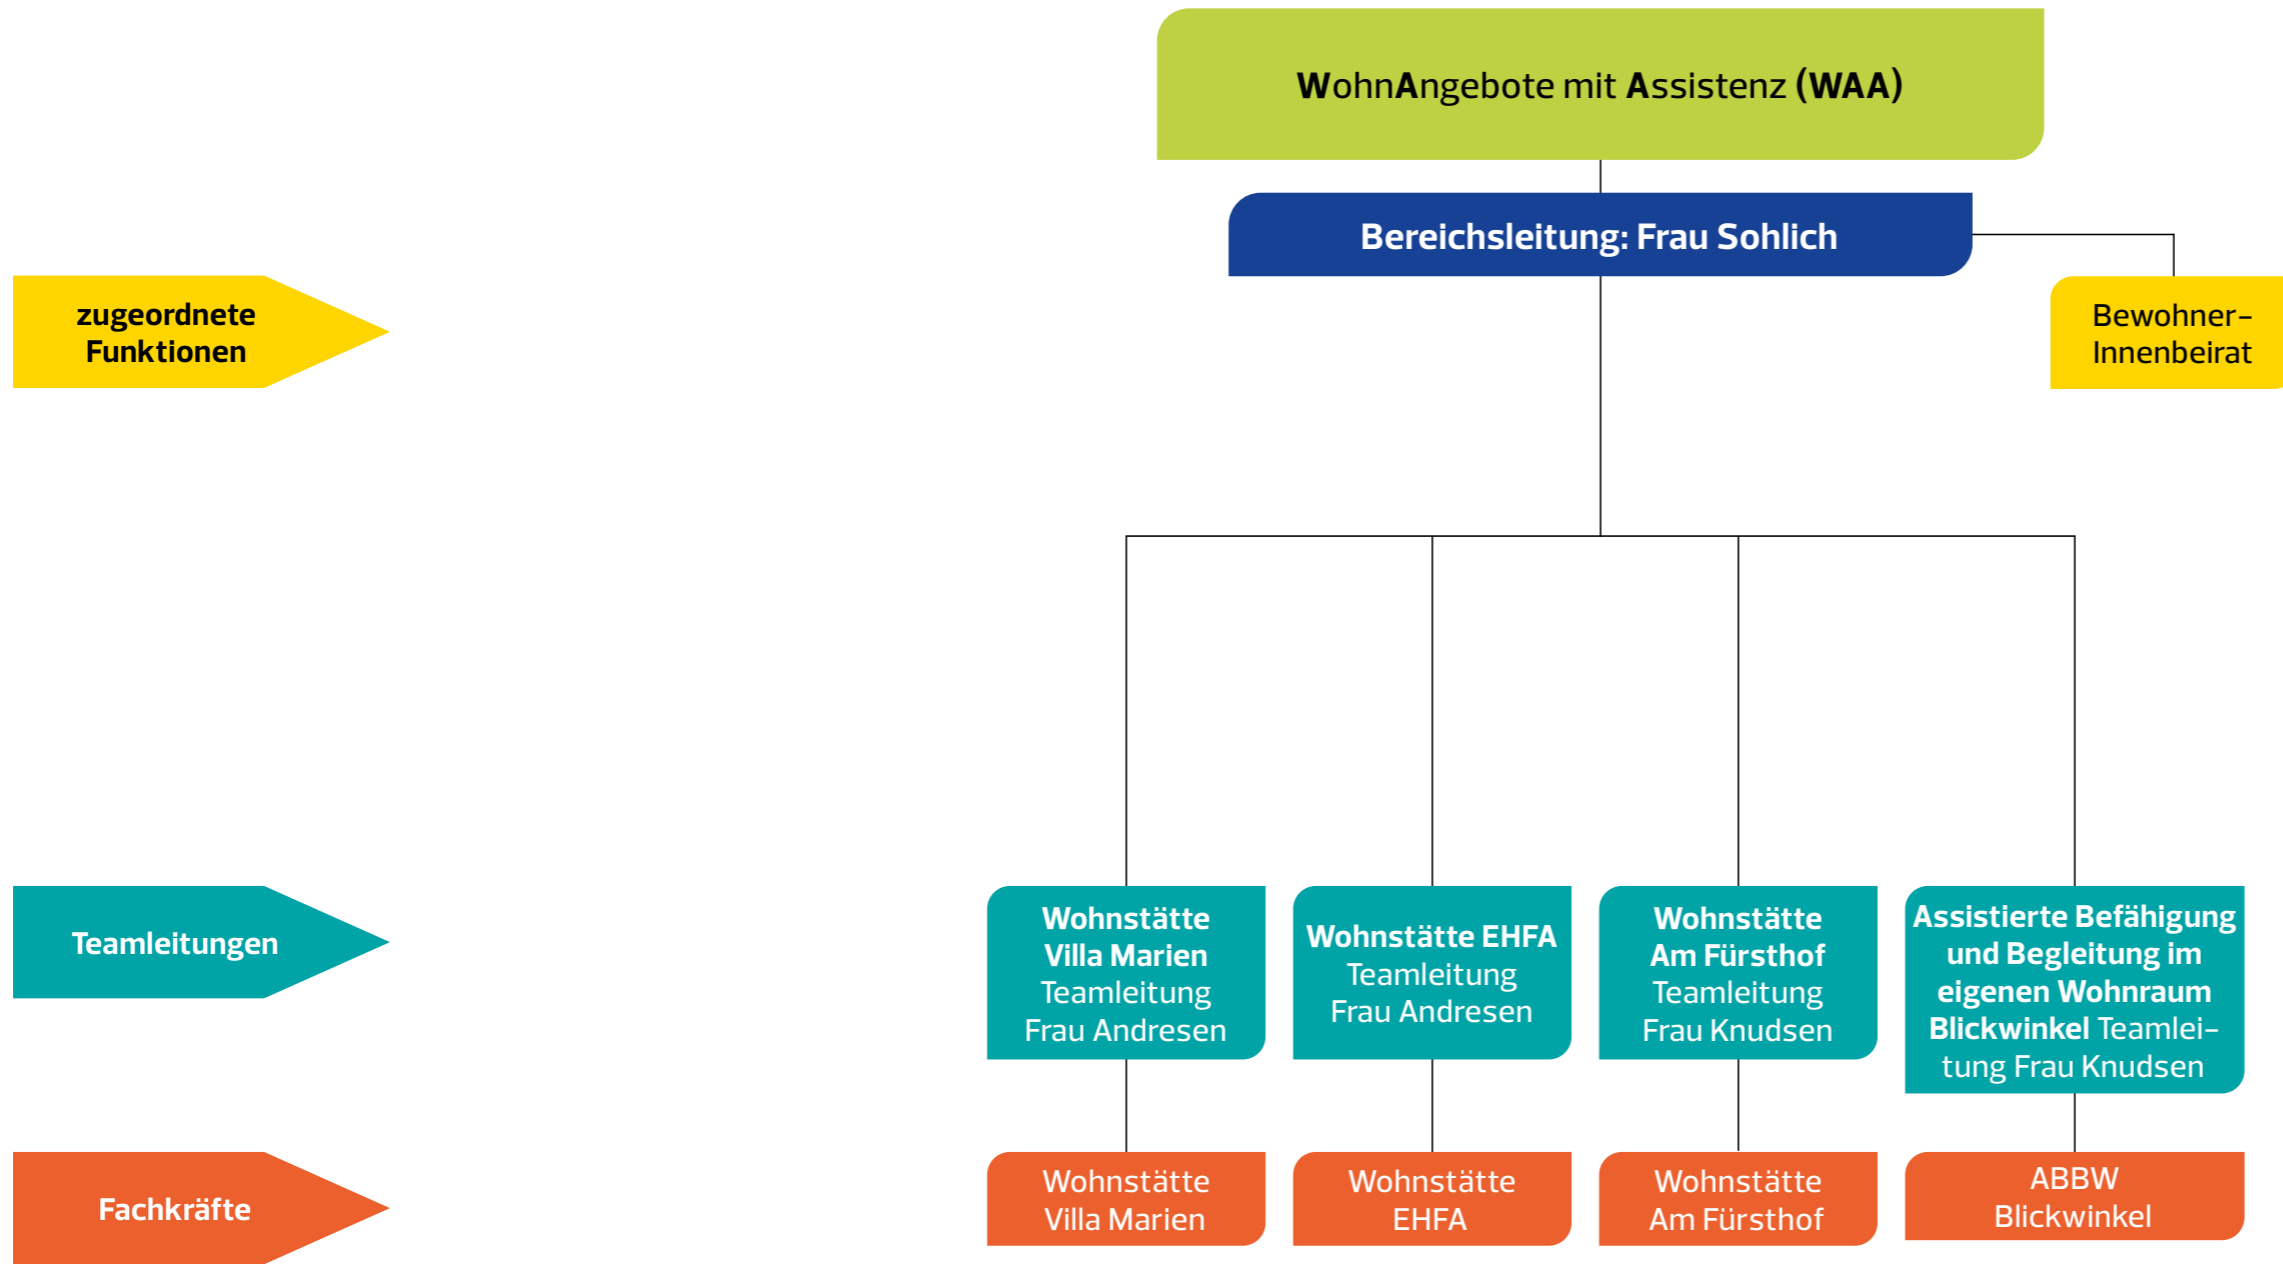 WohnAngebote mit Assistenz (WAA)
Bereichsleitung: Frau Sohlich
zugeordnete
Funktionen
Bewohner-
Innenbeirat
Teamleitungen
Wohnstätte
Villa Marien
Teamleitung
Frau Andresen
Wohnstätte EHFA
Teamleitung
Frau Andresen
Wohnstätte
Am Fürsthof
Teamleitung
Frau Knudsen
Assistierte Befähigung
und Begleitung im
eigenen Wohnraum
Blickwinkel Teamlei-
tung Frau Knudsen
Fachkräfte
Wohnstätte
Villa Marien
Wohnstätte
EHFA
Wohnstätte
Am Fürsthof
ABBW
Blickwinkel